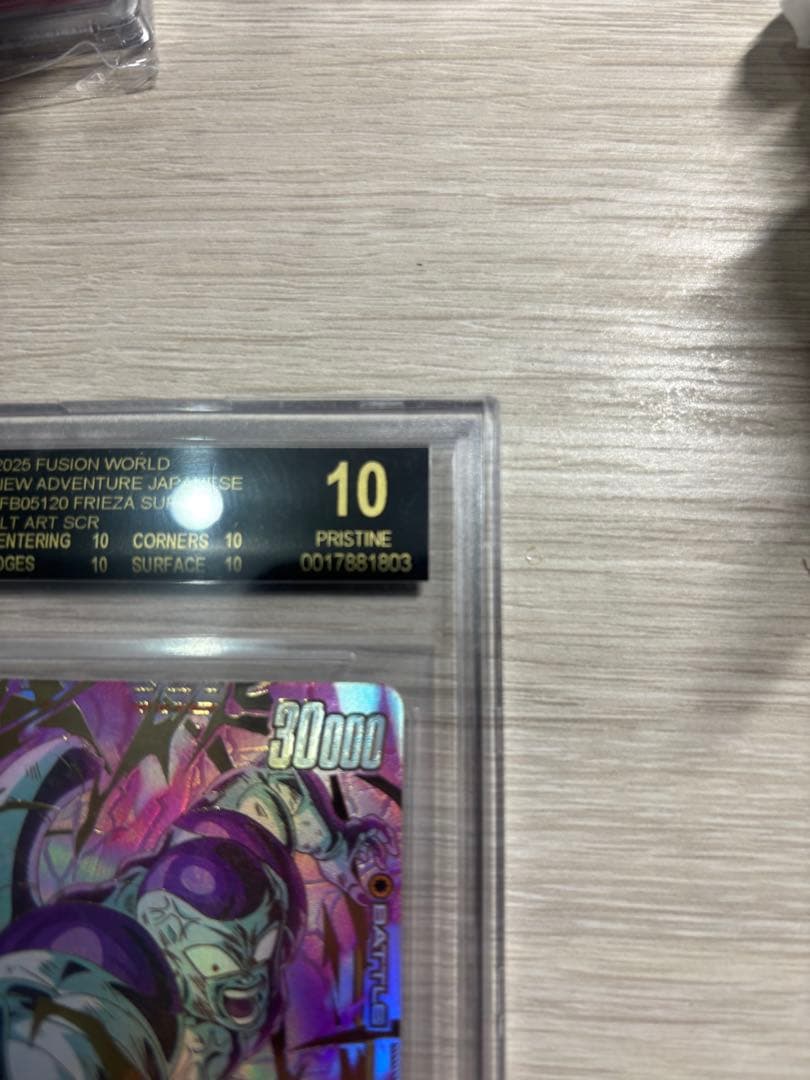 2025 FUSION WORLD
NEW ADVENTURE JAPANESE
FB05120 FRIEZA
LT ART SCR
ENTERING 10 CORNERS 10
DGES 10 SURFACE 10
10
PRISTINE
0017881803
30000
BATTLE